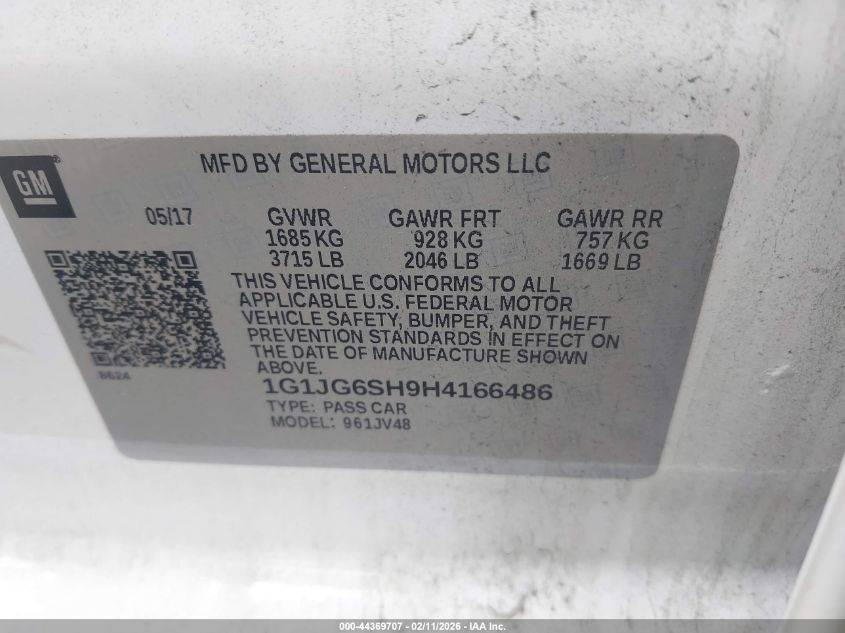 GM®
MFD BY GENERAL MOTORS LLC
05/17 GVWR GAWR FRT GAWR RR
1685 KG 928 KG 757 KG
3715 LB 2046 LB 1669 LB
THIS VEHICLE CONFORMS TO ALL
APPLICABLE U.S. FEDERAL MOTOR
VEHICLE SAFETY, BUMPER, AND THEFT
PREVENTION STANDARDS IN EFFECT ON
THE DATE OF MANUFACTURE SHOWN
ABOVE.
8624
1G1JG6SH9H4166486
TYPE: PASS CAR
MODEL: 961JV48
000-44369707 - 02/11/2026 - IAA Inc.